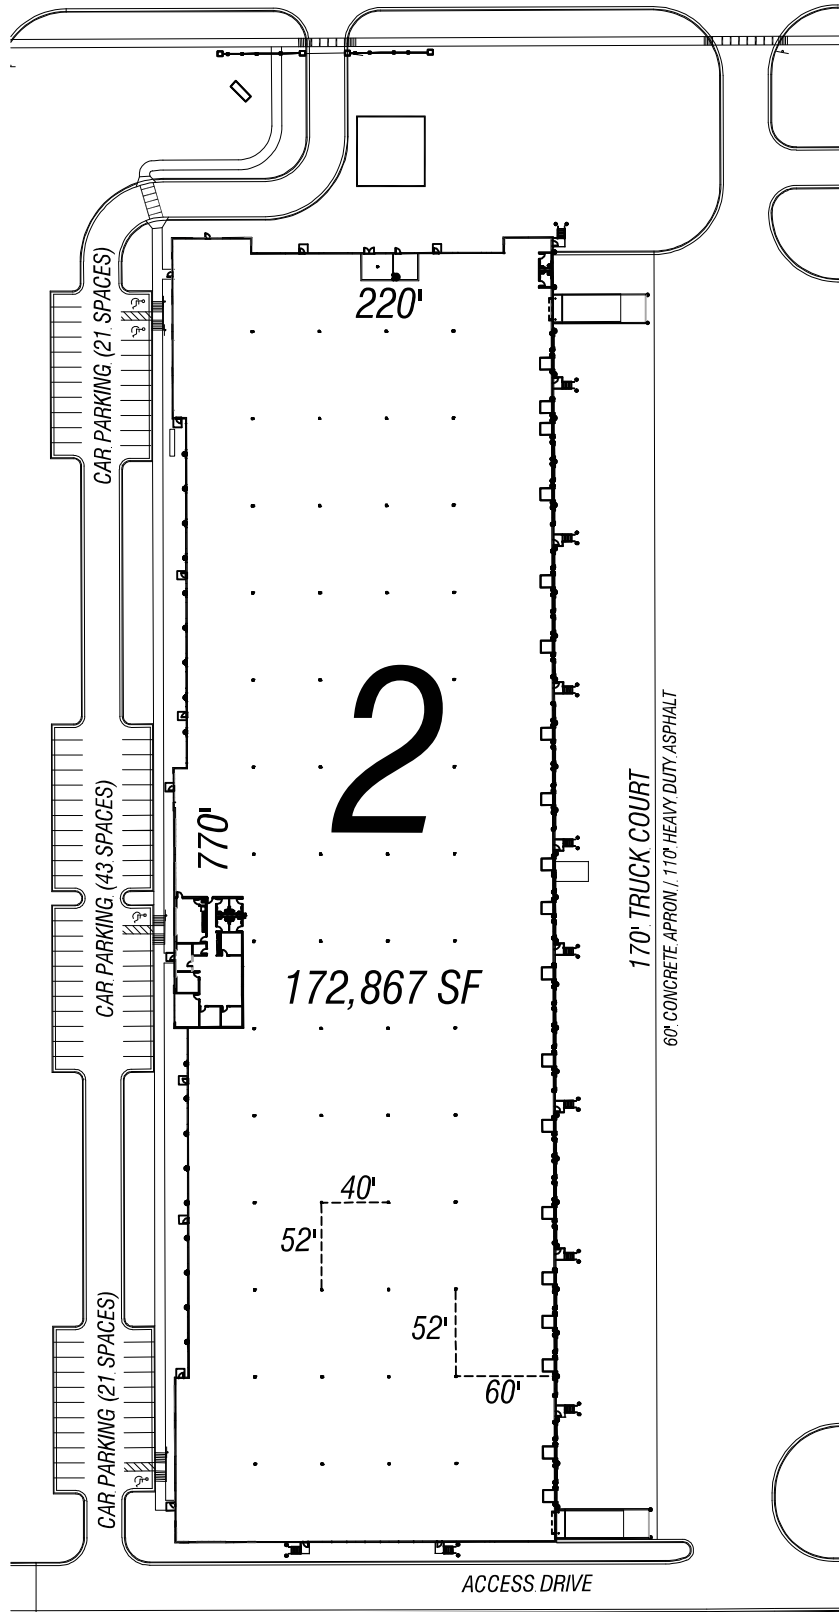 220'
CAR PARKING (21 SPACES)
2
770'
170' TRUCK COURT
60' CONCRETE APRON / 110' HEAVY DUTY ASPHALT
CAR PARKING (43 SPACES)
172,867 SF
40'
52'
52'
60'
CAR PARKING (21 SPACES)
ACCESS DRIVE